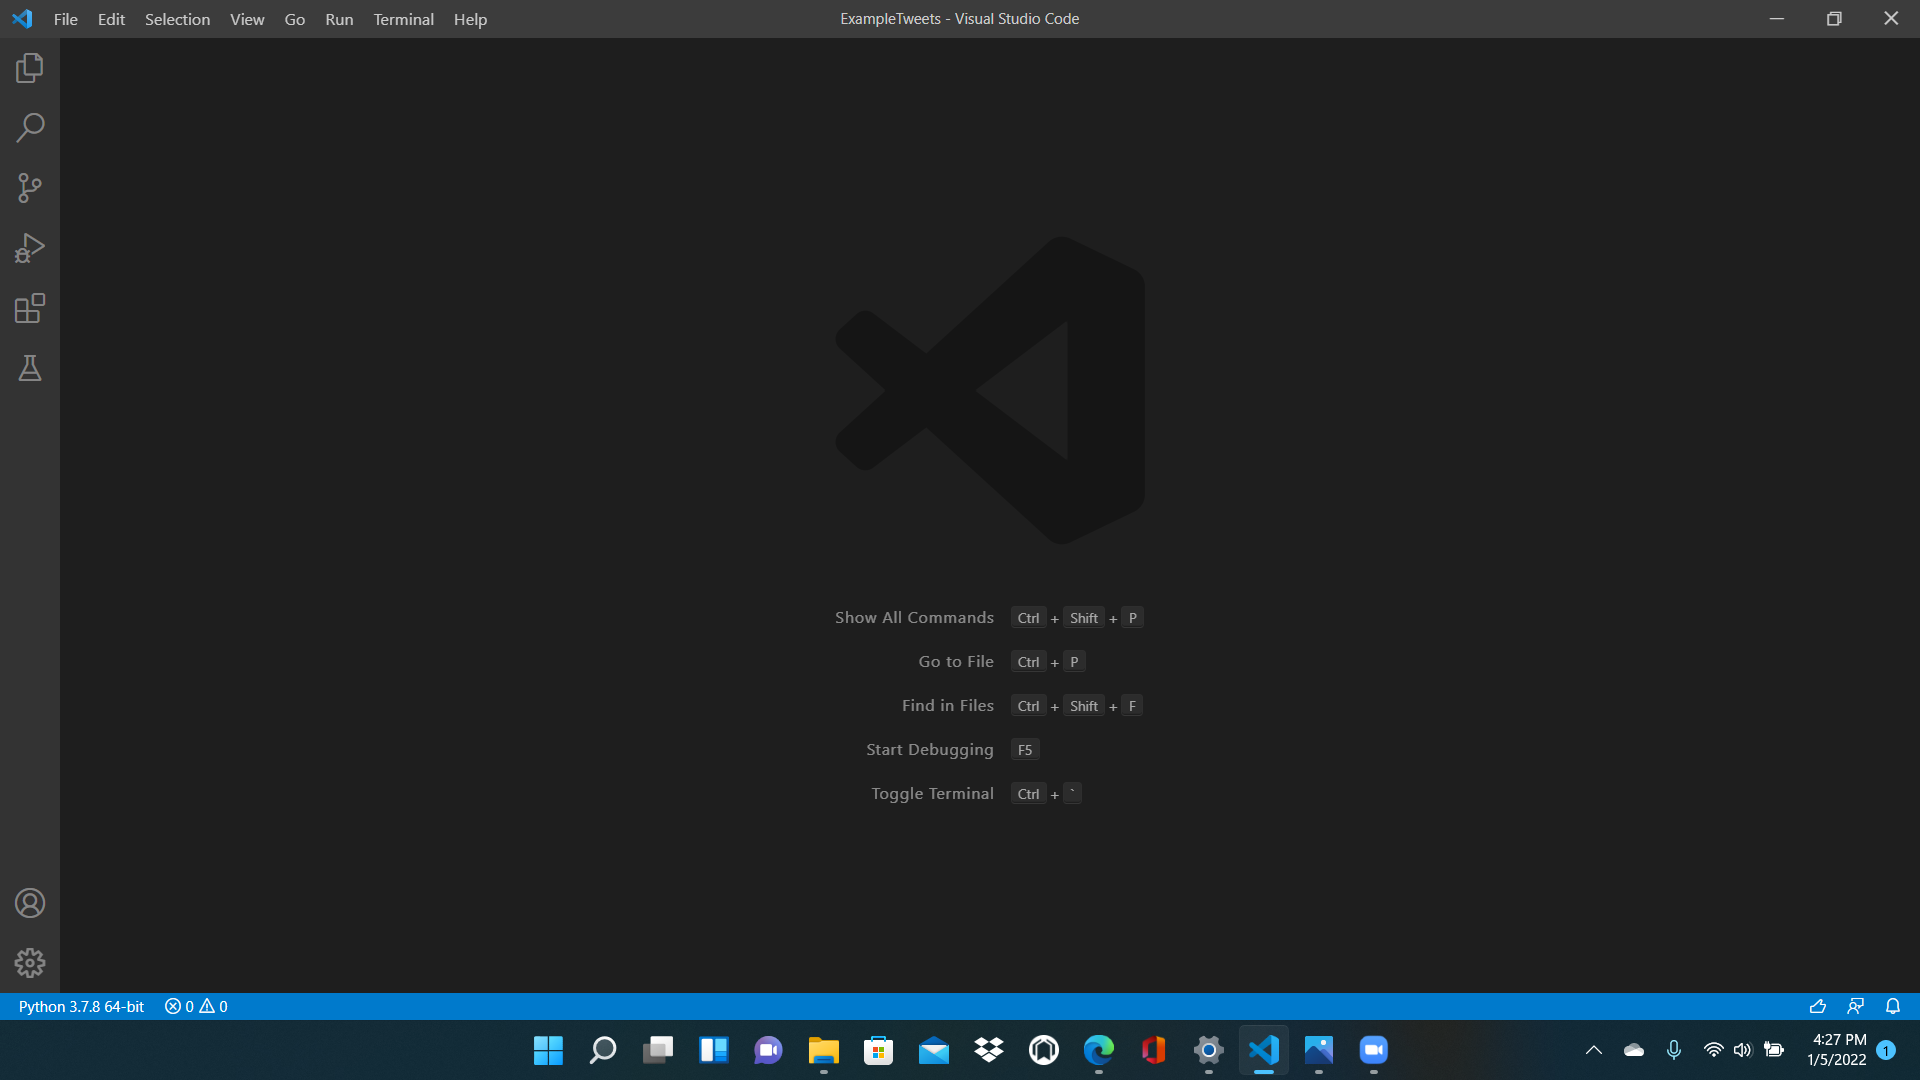 File Edit Selection View Go Run Terminal Help ExampleTweets - Visual Studio Code
Show All Commands Ctrl + Shift + P
Go to File Ctrl + P
Find in Files Ctrl + Shift + F
Start Debugging F5
Toggle Terminal Ctrl + `
Python 3.7.8 64-bit 0 0
4:27 PM
1/5/2022 1